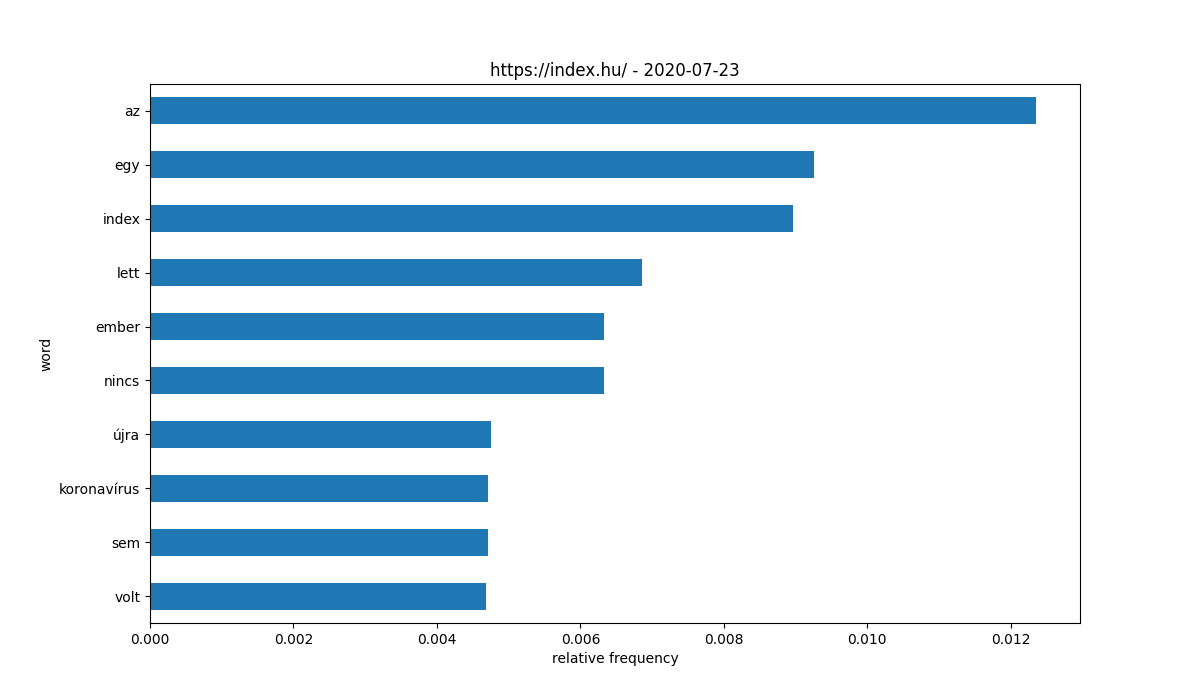 https://index.hu/ - 2020-07-23
az
egy
index
lett
ember
nincs
újra
koronavírus
sem
volt
word
0.000 0.002 0.004 0.006 0.008 0.010 0.012
relative frequency